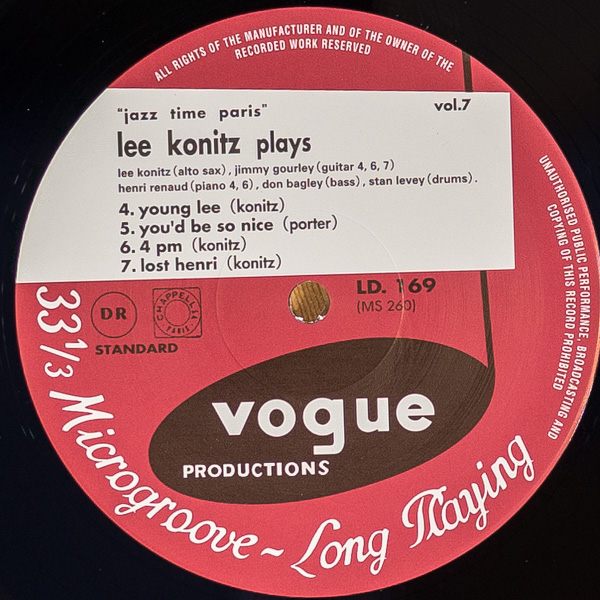 ALL RIGHTS OF THE MANUFACTURER AND OF THE OWNER OF THE
RECORDED WORK RESERVED
"jazz time paris" vol.7
lee konitz plays
lee konitz (alto sax), jimmy gourley (guitar 4, 6, 7)
henri renaud (piano 4, 6), don bagley (bass), stan levey (drums).
4. young lee (konitz)
5. you'd be so nice (porter)
6. 4 pm (konitz)
7. lost henri (konitz)
UNAUTHORISED PUBLIC PERFORMANCE, BROADCASTING AND
COPYING OF THIS RECORD PROHIBITED
DR
CHAPPELL
PARIS
STANDARD
LD. 169
(MS 260)
vogue
PRODUCTIONS
33 1/3 Microgroove ~ Long Playing